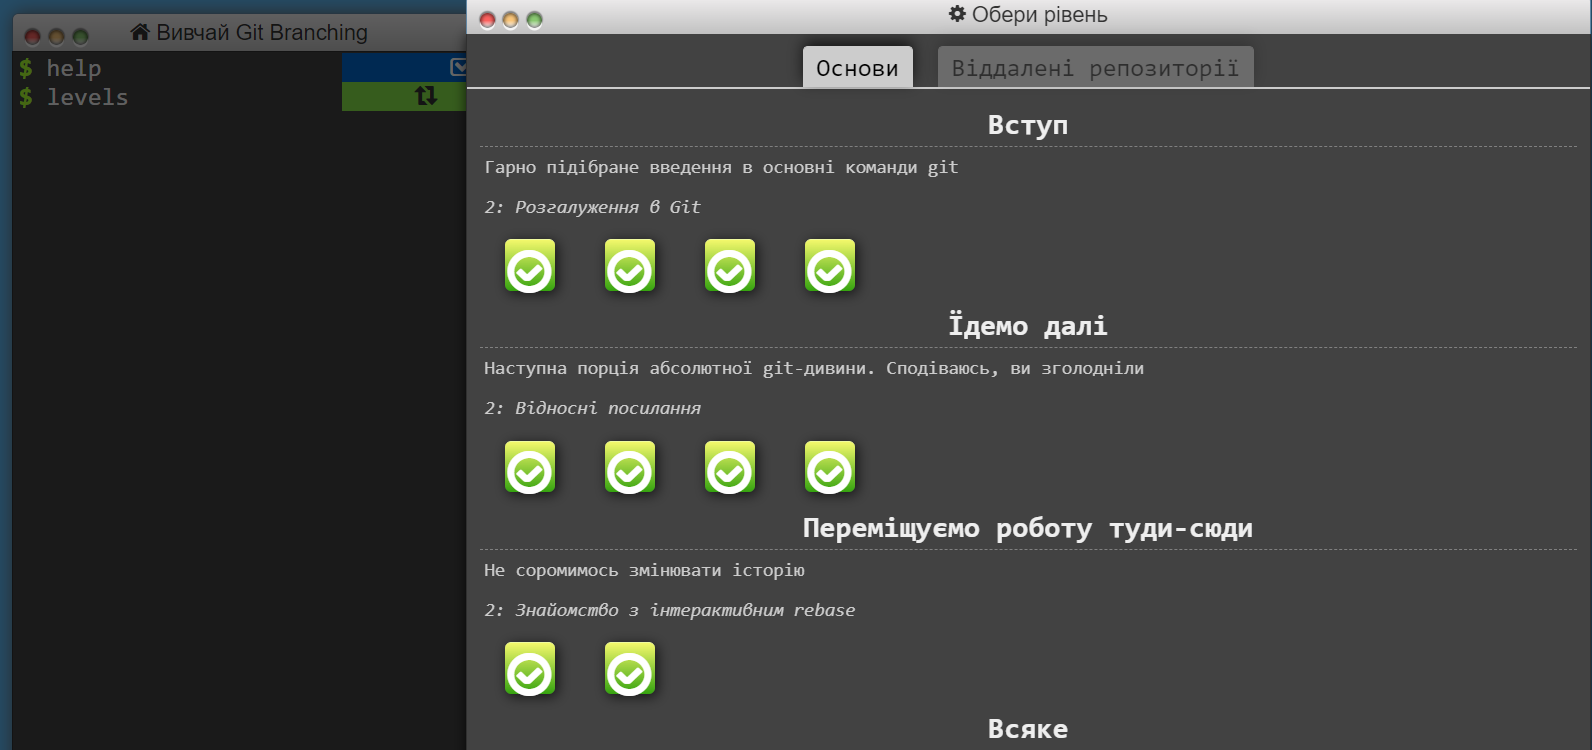 Вивчай Git Branching
$ help
$ levels
Обери рівень
Основи
Віддалені репозиторії
Вступ
Гарно підібране введення в основні команди git
2: Розгалуження в Git
Їдемо далі
Наступна порція абсолютної git-дивини. Сподіваюсь, ви зголодніли
2: Відносні посилання
Переміщуємо роботу туди-сюди
Не соромимось змінювати історію
2: Знайомство з інтерактивним rebase
Всяке